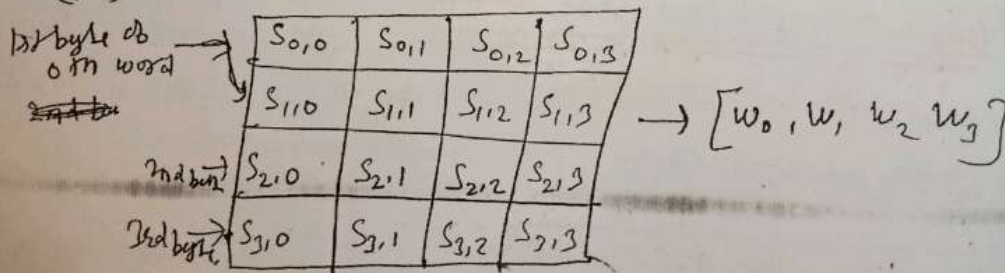 1st byte of
0 th word
S0,0 S0,1 S0,2 S0,3
S1,0 S1,1 S1,2 S1,3 → [w0, w1 w2 w3]
2nd byte → S2,0 S2,1 S2,2 S2,3
3rd byte → S3,0 S3,1 S3,2 S3,3